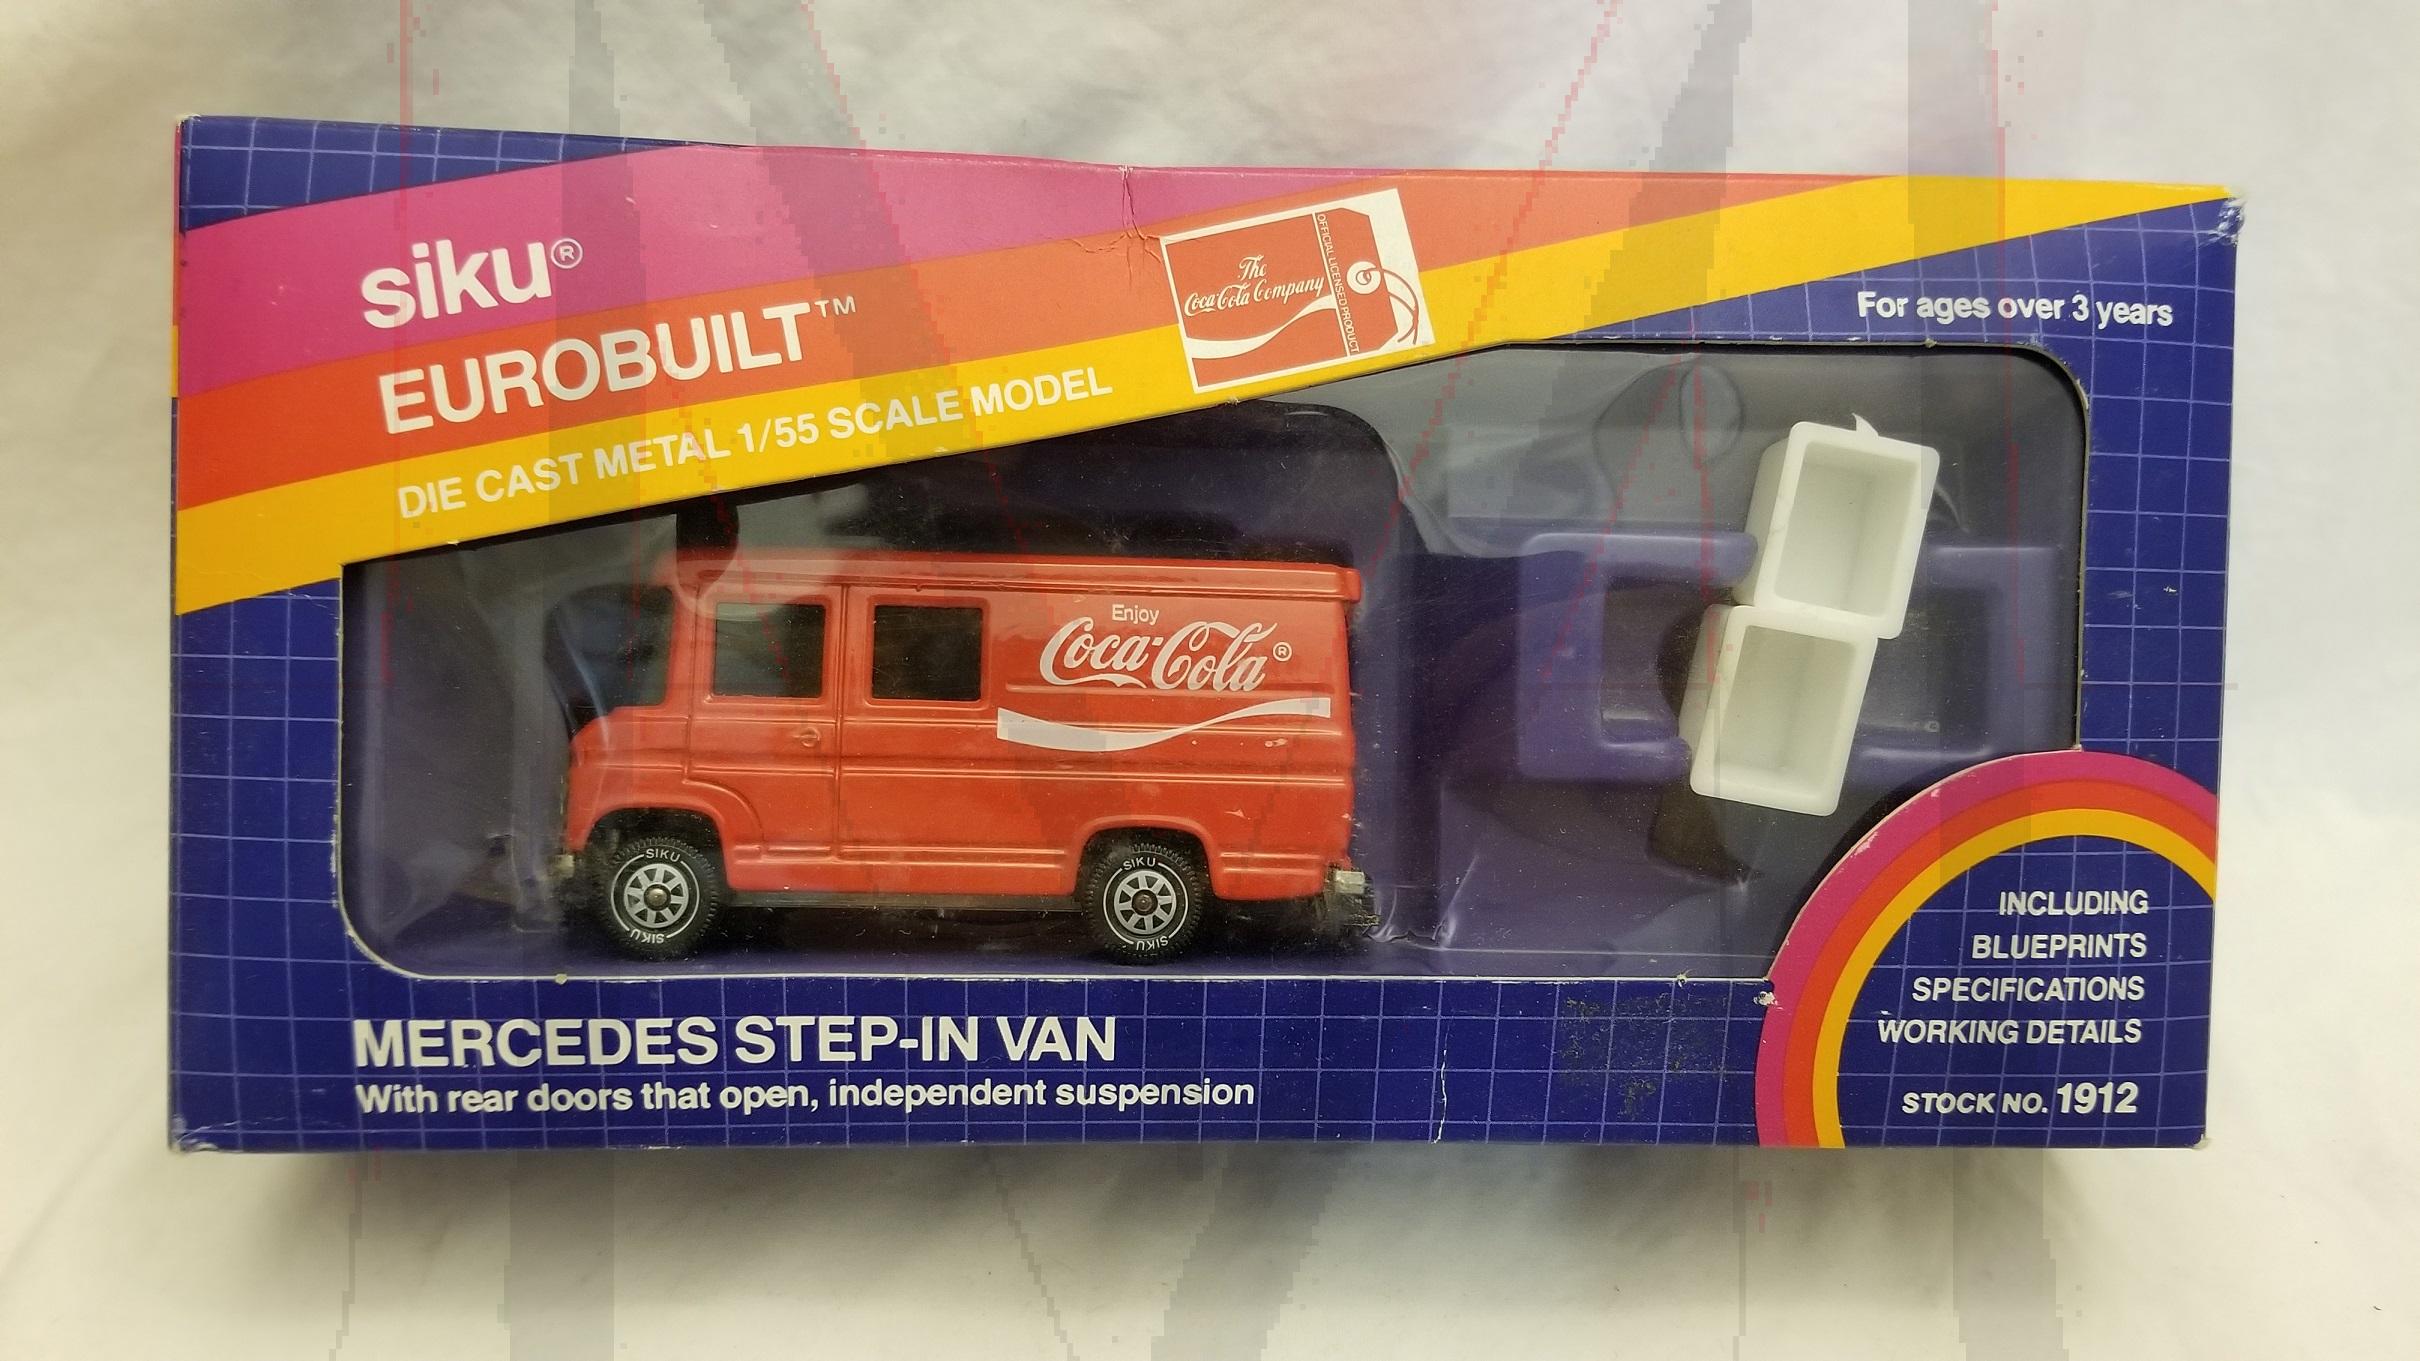 siku®
EUROBUILT™
DIE CAST METAL 1/55 SCALE MODEL
The
Coca-Cola Company
OFFICIAL LICENSED PRODUCT
For ages over 3 years
Enjoy
Coca-Cola®
SIKU
SIKU
SIKU
SIKU
INCLUDING
BLUEPRINTS
SPECIFICATIONS
WORKING DETAILS
STOCK NO. 1912
MERCEDES STEP-IN VAN
With rear doors that open, independent suspension